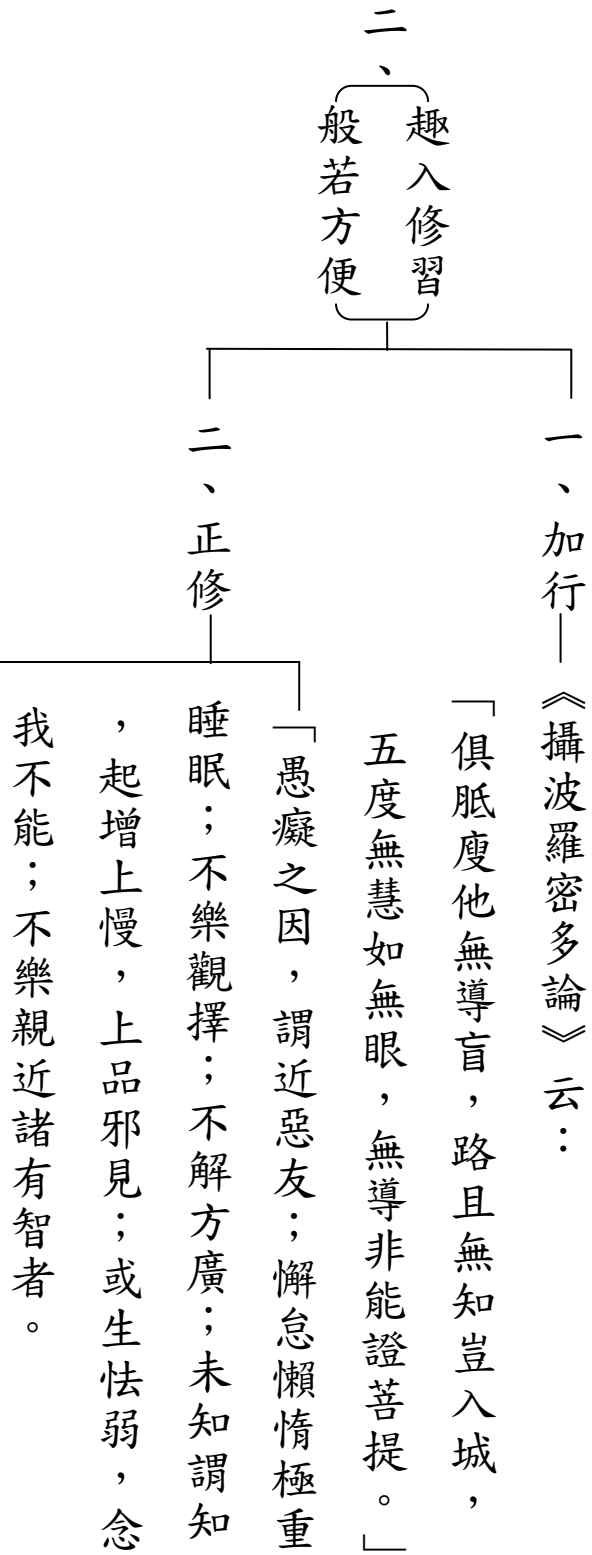 二、
趣入修習
般若方便
一、加行—《攝波羅密多論》云：
「俱胝廋他無導盲，路且無知豈入城，
五度無慧如無眼，無導非能證菩提。」
二、正修
「愚癡之因，謂近惡友；懈怠懶惰極重
睡眠；不樂觀擇；不解方廣；未知謂知
，起增上慢，上品邪見；或生怯弱，念
我不能；不樂親近諸有智者。